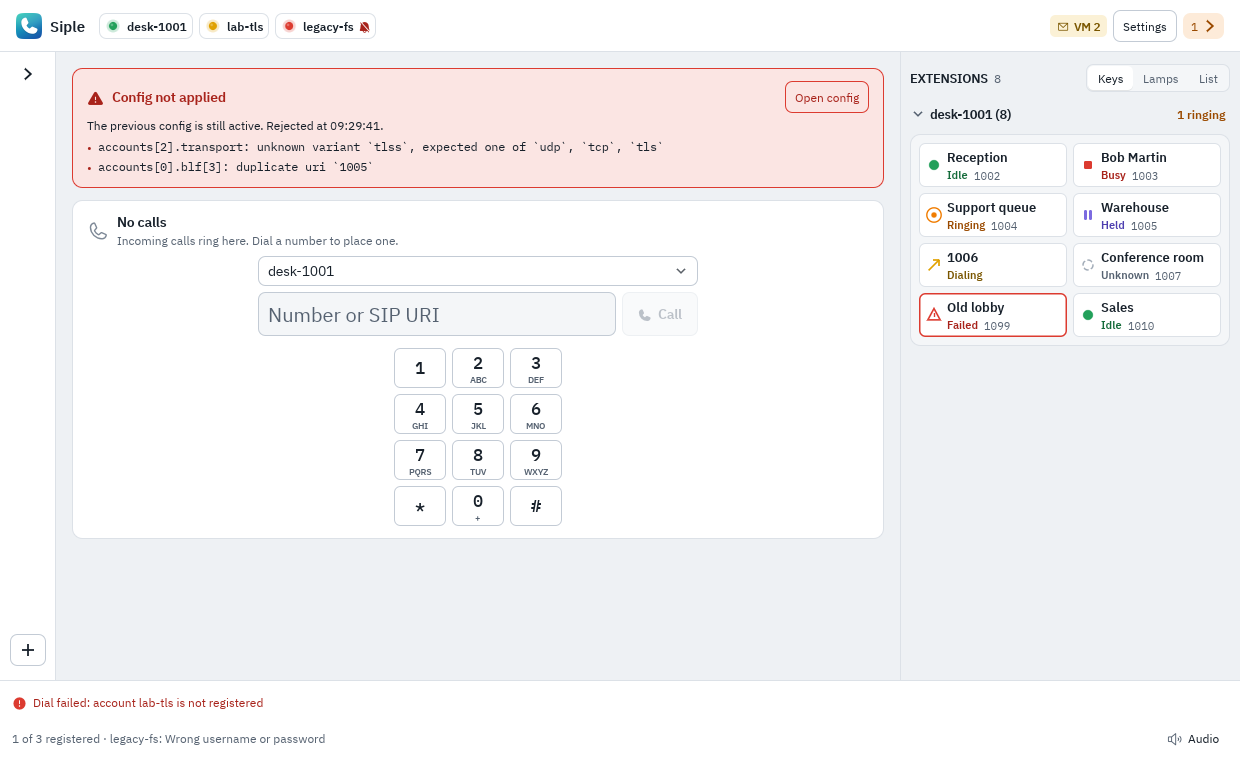 Siple
desk-1001
lab-tls
legacy-fs
VM 2
Settings
1
Config not applied
Open config
The previous config is still active. Rejected at 09:29:41.
• accounts[2].transport: unknown variant `tlss`, expected one of `udp`, `tcp`, `tls`
• accounts[0].blf[3]: duplicate uri `1005`
No calls
Incoming calls ring here. Dial a number to place one.
desk-1001
Number or SIP URI
Call
1
2
ABC
3
DEF
4
GHI
5
JKL
6
MNO
7
PQRS
8
TUV
9
WXYZ
*
0
+
#
EXTENSIONS 8
Keys
Lamps
List
desk-1001 (8)
1 ringing
Reception
Idle 1002
Bob Martin
Busy 1003
Support queue
Ringing 1004
Warehouse
Held 1005
1006
Dialing
Conference room
Unknown 1007
Old lobby
Failed 1099
Sales
Idle 1010
Dial failed: account lab-tls is not registered
1 of 3 registered · legacy-fs: Wrong username or password
Audio